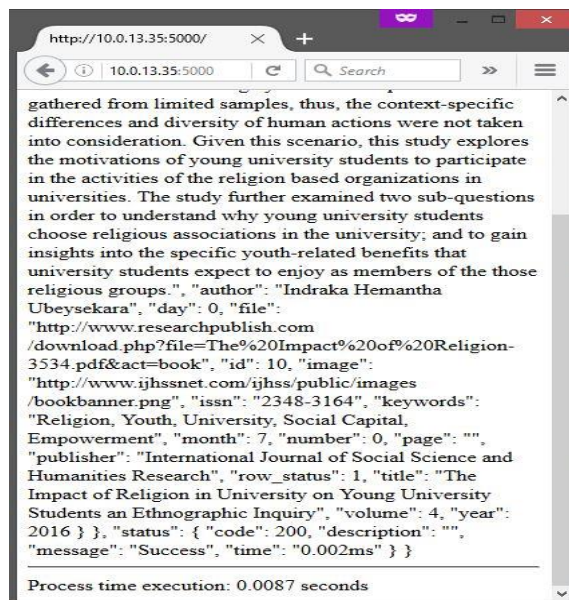 http://10.0.13.35:5000/
10.0.13.35:5000
Search
gathered from limited samples, thus, the context-specific
differences and diversity of human actions were not taken
into consideration. Given this scenario, this study explores
the motivations of young university students to participate
in the activities of the religion based organizations in
universities. The study further examined two sub-questions
in order to understand why young university students
choose religious associations in the university; and to gain
insights into the specific youth-related benefits that
university students expect to enjoy as members of the those
religious groups.", "author": "Indraka Hemantha
Ubeysekara", "day": 0, "file":
"http://www.researchpublish.com
/download.php?file=The%20Impact%20of%20Religion-
3534.pdf&act=book", "id": 10, "image":
"http://www.ijhssnet.com/ijhss/public/images
/bookbanner.png", "issn": "2348-3164", "keywords":
"Religion, Youth, University, Social Capital,
Empowerment", "month": 7, "number": 0, "page": "",
"publisher": "International Journal of Social Science and
Humanities Research", "row_status": 1, "title": "The
Impact of Religion in University on Young University
Students an Ethnographic Inquiry", "volume": 4, "year":
2016 } }, "status": { "code": 200, "description": "",
"message": "Success", "time": "0.002ms" } }
Process time execution: 0.0087 seconds